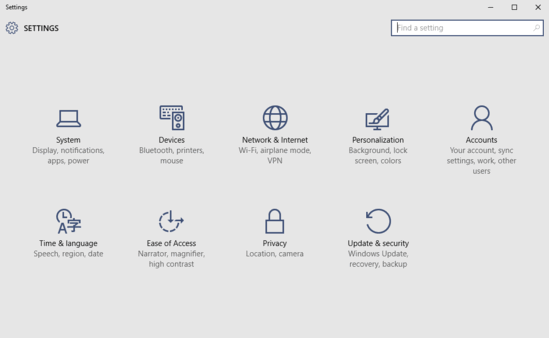 Settings
SETTINGS
Find a setting
System
Display, notifications,
apps, power
Devices
Bluetooth, printers,
mouse
Network & Internet
Wi-Fi, airplane mode,
VPN
Personalization
Background, lock
screen, colors
Accounts
Your account, sync
settings, work, other
users
Time & language
Speech, region, date
Ease of Access
Narrator, magnifier,
high contrast
Privacy
Location, camera
Update & security
Windows Update,
recovery, backup